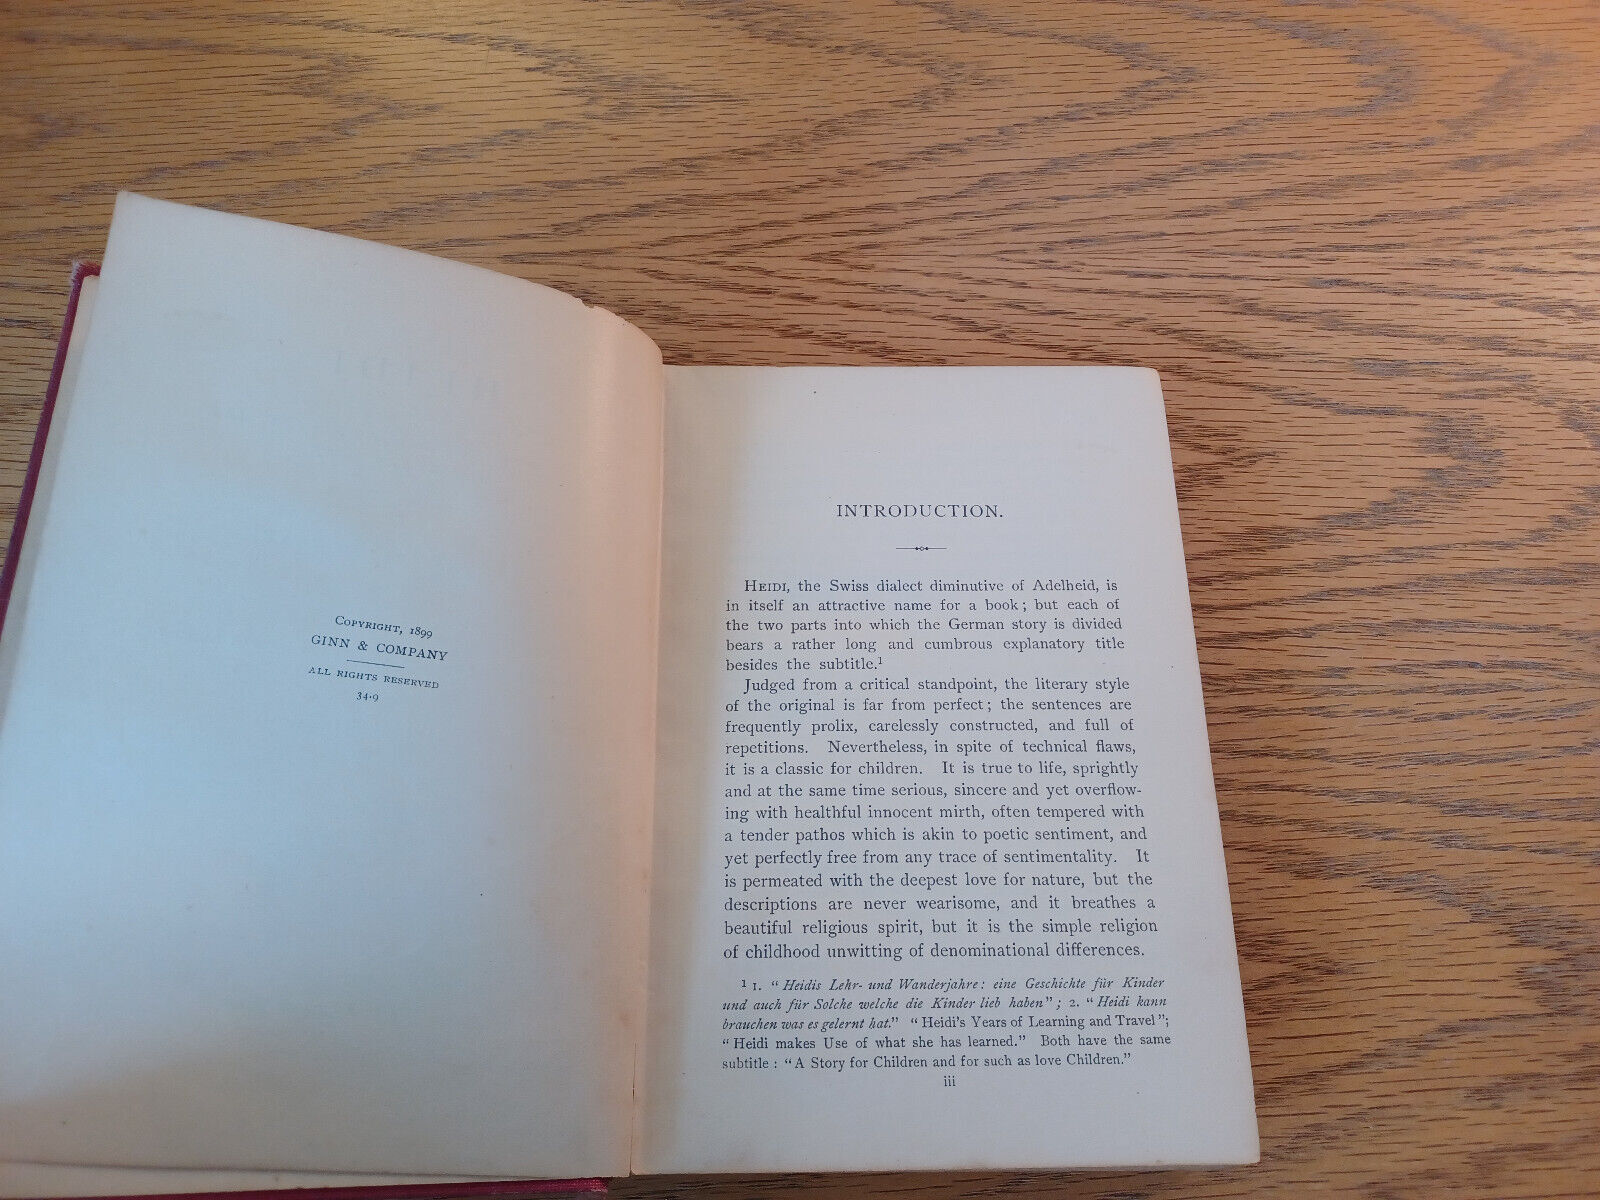 COPYRIGHT, 1899
GINN & COMPANY
ALL RIGHTS RESERVED
34.9
INTRODUCTION.
HEIDI, the Swiss dialect diminutive of Adelheid, is
in itself an attractive name for a book; but each of
the two parts into which the German story is divided
bears a rather long and cumbrous explanatory title
besides the subtitle.¹
Judged from a critical standpoint, the literary style
of the original is far from perfect; the sentences are
frequently prolix, carelessly constructed, and full of
repetitions. Nevertheless, in spite of technical flaws,
it is a classic for children. It is true to life, sprightly
and at the same time serious, sincere and yet overflow-
ing with healthful innocent mirth, often tempered with
a tender pathos which is akin to poetic sentiment, and
yet perfectly free from any trace of sentimentality. It
is permeated with the deepest love for nature, but the
descriptions are never wearisome, and it breathes a
beautiful religious spirit, but it is the simple religion
of childhood unwitting of denominational differences.
¹ 1. "Heidis Lehr- und Wanderjahre: eine Geschichte für Kinder
und auch für Solche welche die Kinder lieb haben"; 2. "Heidi kann
brauchen was es gelernt hat." "Heidi's Years of Learning and Travel";
"Heidi makes Use of what she has learned." Both have the same
subtitle: "A Story for Children and for such as love Children."
iii